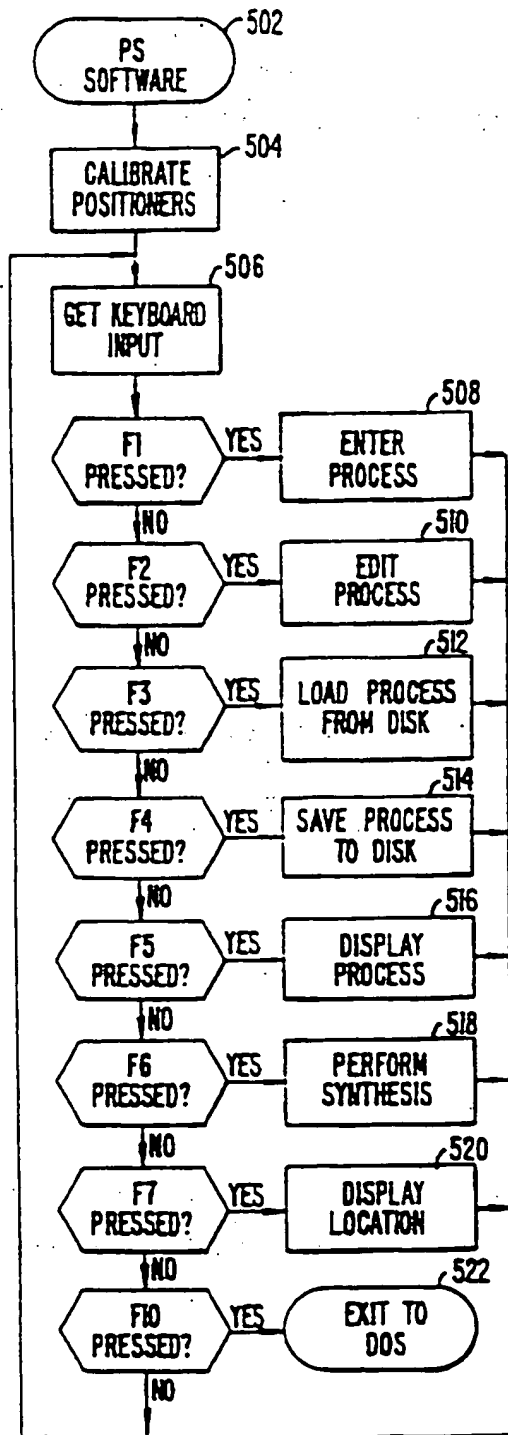 502
PS
SOFTWARE
504
CALIBRATE
POSITIONERS
506
GET KEYBOARD
INPUT
508
F1
PRESSED?
YES
ENTER
PROCESS
NO
510
F2
PRESSED?
YES
EDIT
PROCESS
NO
512
F3
PRESSED?
YES
LOAD PROCESS
FROM DISK
NO
514
F4
PRESSED?
YES
SAVE PROCESS
TO DISK
NO
516
F5
PRESSED?
YES
DISPLAY
PROCESS
NO
518
F6
PRESSED?
YES
PERFORM
SYNTHESIS
NO
520
F7
PRESSED?
YES
DISPLAY
LOCATION
NO
522
F10
PRESSED?
YES
EXIT TO
DOS
NO